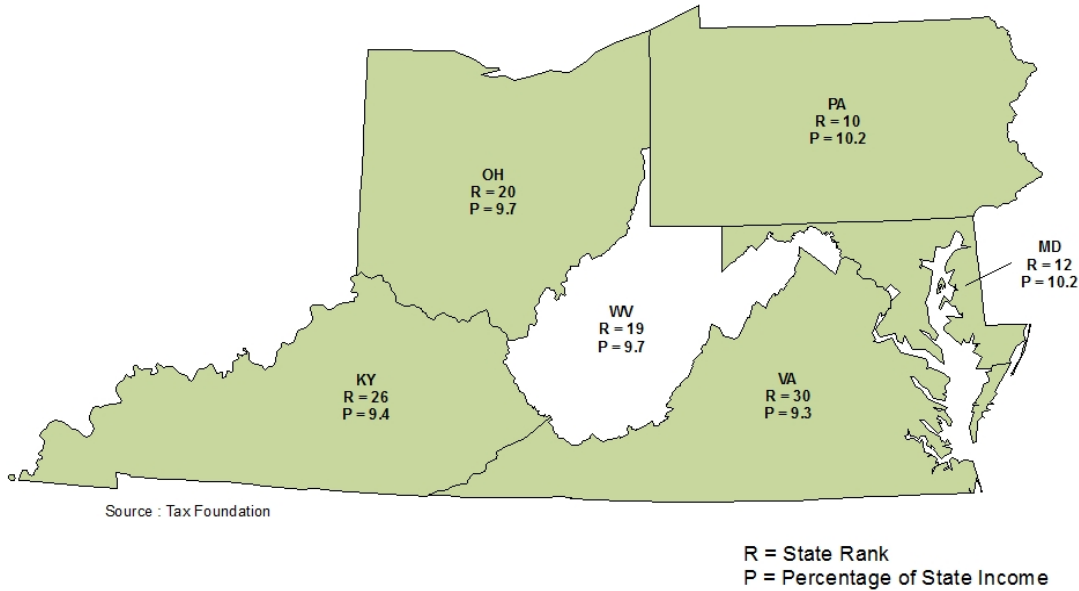 PA
R = 10
P = 10.2
OH
R = 20
P = 9.7
MD
R = 12
P = 10.2
WV
R = 19
P = 9.7
KY
R = 26
P = 9.4
VA
R = 30
P = 9.3
Source : Tax Foundation
R = State Rank
P = Percentage of State Income